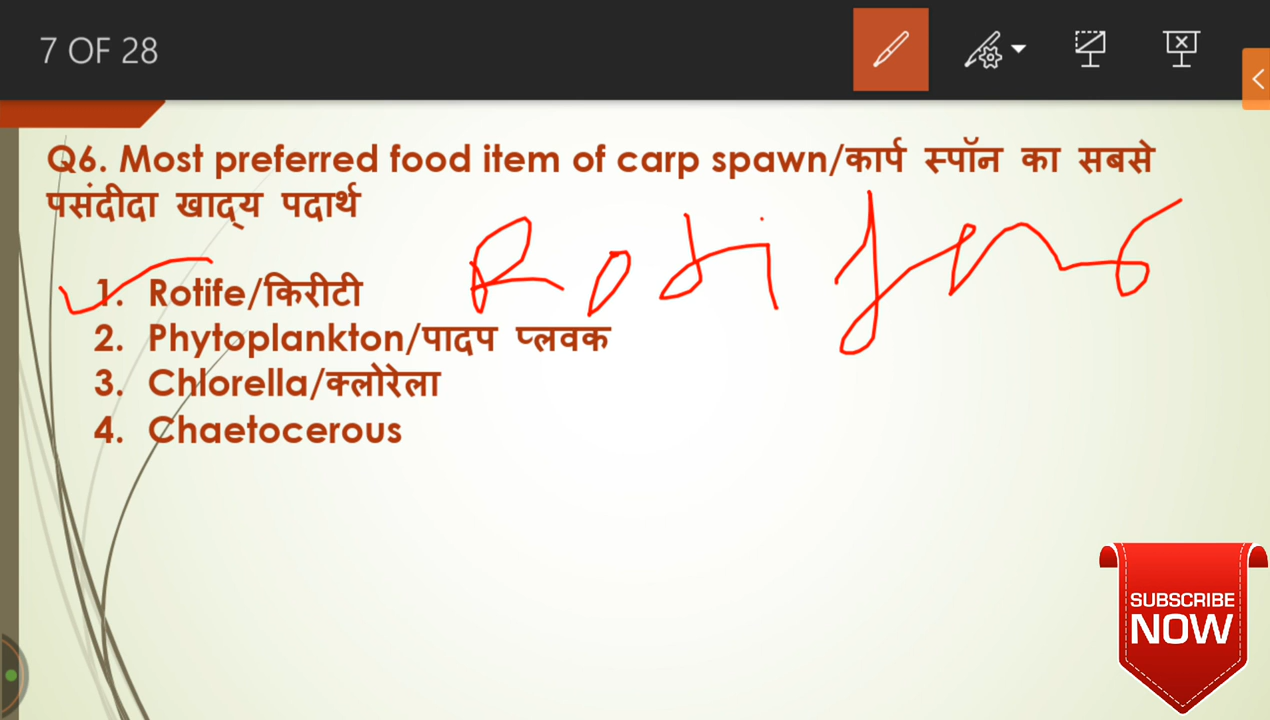 7 OF 28
Q6. Most preferred food item of carp spawn/कार्प स्पॉन का सबसे
पसंदीदा खाद्य पदार्थ
Rotifers
1. Rotife/किरीटी
2. Phytoplankton/पादप प्लवक
3. Chlorella/क्लोरेला
4. Chaetocerous
SUBSCRIBE
NOW